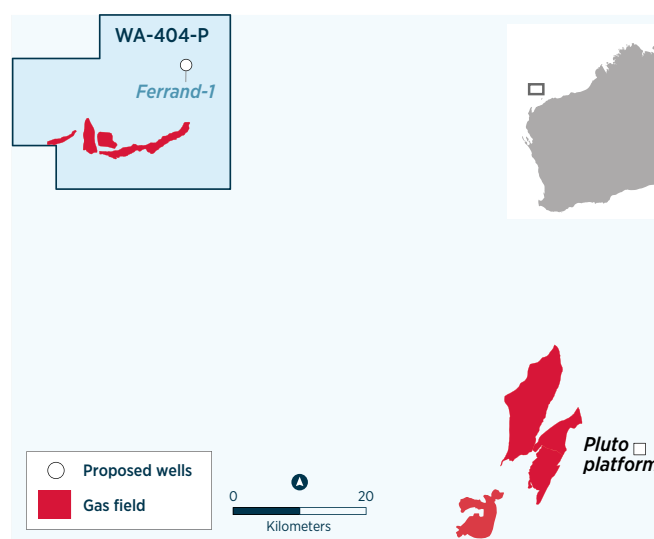 WA-404-P
Ferrand-1
Pluto
platform
Proposed wells
Gas field
0 20
Kilometers